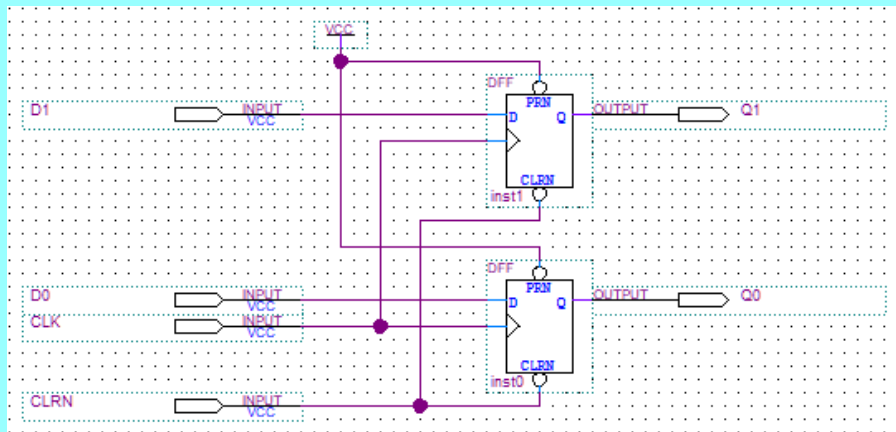 VCC
DFF
PRN
D1 INPUT VCC D Q OUTPUT Q1
CLRN
inst1
DFF
PRN
D0 INPUT VCC D Q OUTPUT Q0
CLK INPUT VCC
CLRN
inst0
CLRN INPUT VCC